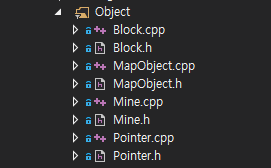 Object
Block.cpp
Block.h
MapObject.cpp
MapObject.h
Mine.cpp
Mine.h
Pointer.cpp
Pointer.h